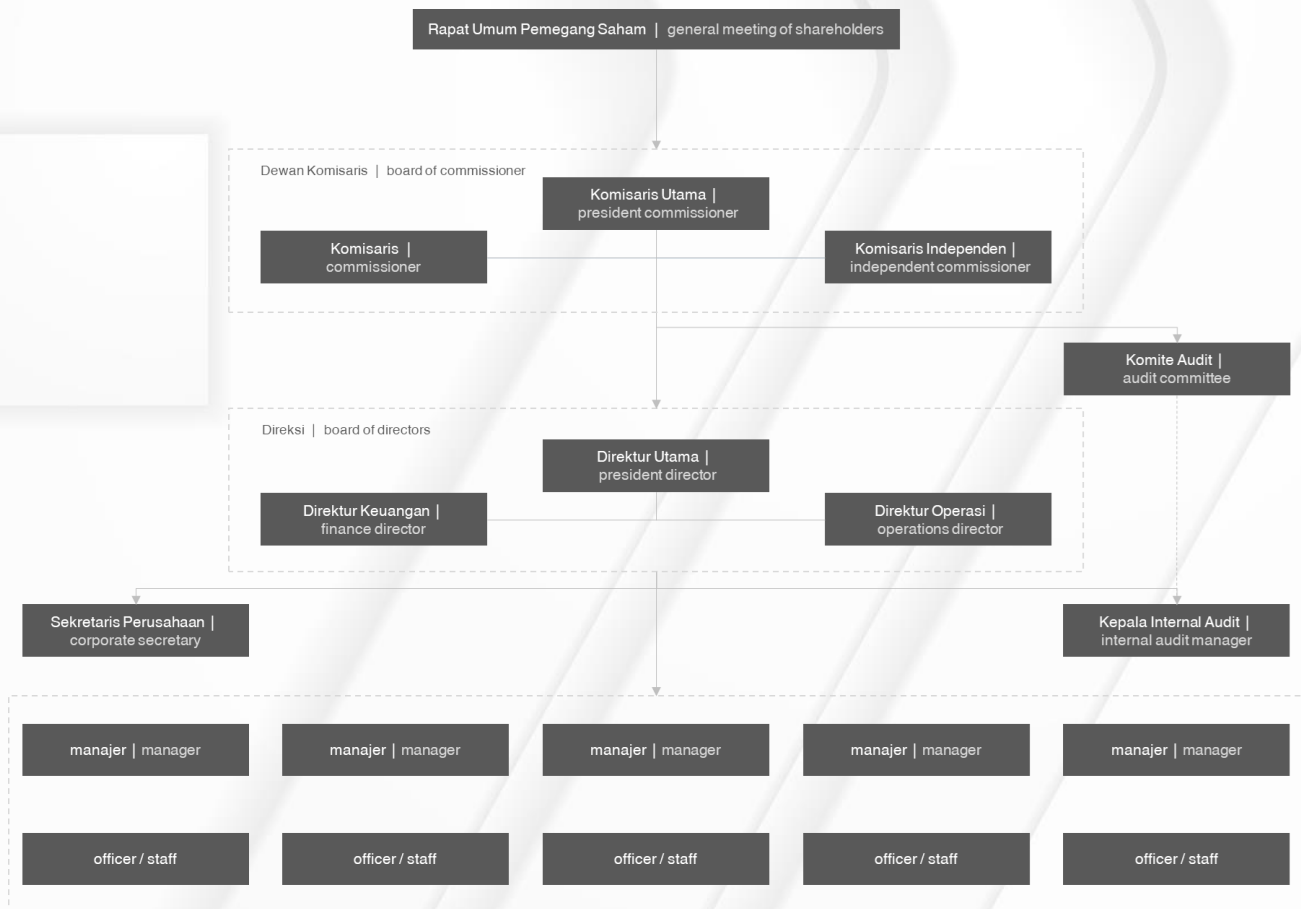 Rapat Umum Pemegang Saham | general meeting of shareholders
Dewan Komisaris | board of commissioner
Komisaris Utama |
president commissioner
Komisaris |
commissioner
Komisaris Independen |
independent commissioner
Komite Audit |
audit committee
Direksi | board of directors
Direktur Utama |
president director
Direktur Keuangan |
finance director
Direktur Operasi |
operations director
Sekretaris Perusahaan |
corporate secretary
Kepala Internal Audit |
internal audit manager
manajer | manager
manajer | manager
manajer | manager
manajer | manager
manajer | manager
officer / staff
officer / staff
officer / staff
officer / staff
officer / staff